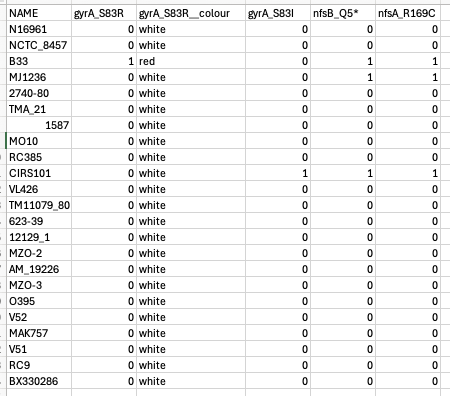 NAME gyrA_S83R gyrA_S83R__colour gyrA_S83I nfsB_Q5* nfsA_R169C
N16961 0 white 0 0 0
NCTC_8457 0 white 0 0 0
B33 1 red 0 1 1
MJ1236 0 white 0 1 1
2740-80 0 white 0 0 0
TMA_21 0 white 0 0 0
1587 0 white 0 0 0
MO10 0 white 0 0 0
RC385 0 white 0 0 0
CIRS101 0 white 1 1 1
VL426 0 white 0 0 0
TM11079_80 0 white 0 0 0
623-39 0 white 0 0 0
12129_1 0 white 0 0 0
MZO-2 0 white 0 0 0
AM_19226 0 white 0 0 0
MZO-3 0 white 0 0 0
O395 0 white 0 0 0
V52 0 white 0 0 0
MAK757 0 white 0 0 0
V51 0 white 0 0 0
RC9 0 white 0 0 0
BX330286 0 white 0 0 0